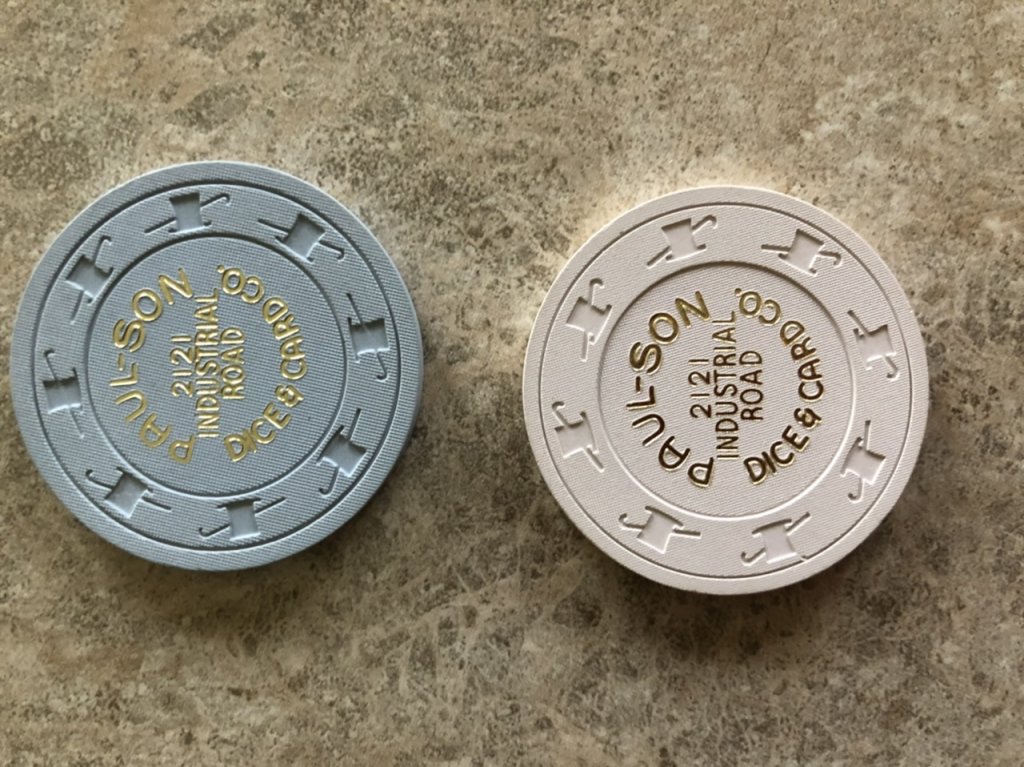 PAUL-SON
2121
INDUSTRIAL
ROAD
DICE & CARD CO.
PAUL-SON
2121
INDUSTRIAL
ROAD
DICE & CARD CO.